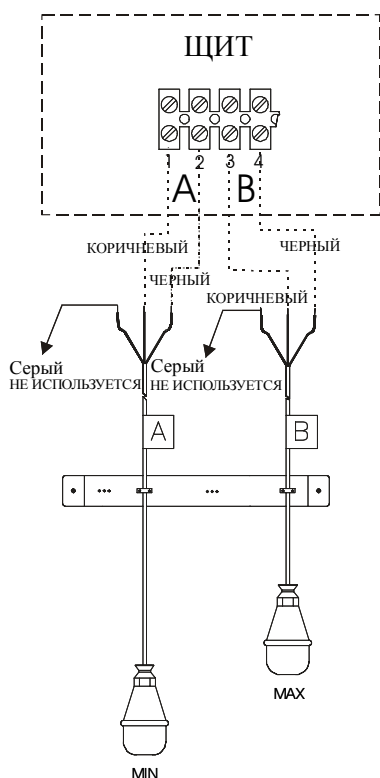 ЩИТ
1 2 3 4
A B
КОРИЧНЕВЫЙ
ЧЕРНЫЙ
ЧЕРНЫЙ
КОРИЧНЕВЫЙ
Серый
НЕ ИСПОЛЬЗУЕТСЯ
Серый
НЕ ИСПОЛЬЗУЕТСЯ
A
B
MAX
MIN